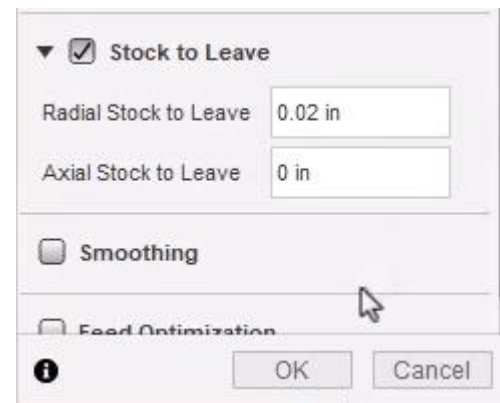 Stock to Leave
Radial Stock to Leave 0.02 in
Axial Stock to Leave 0 in
Smoothing
Feed Optimization
OK Cancel